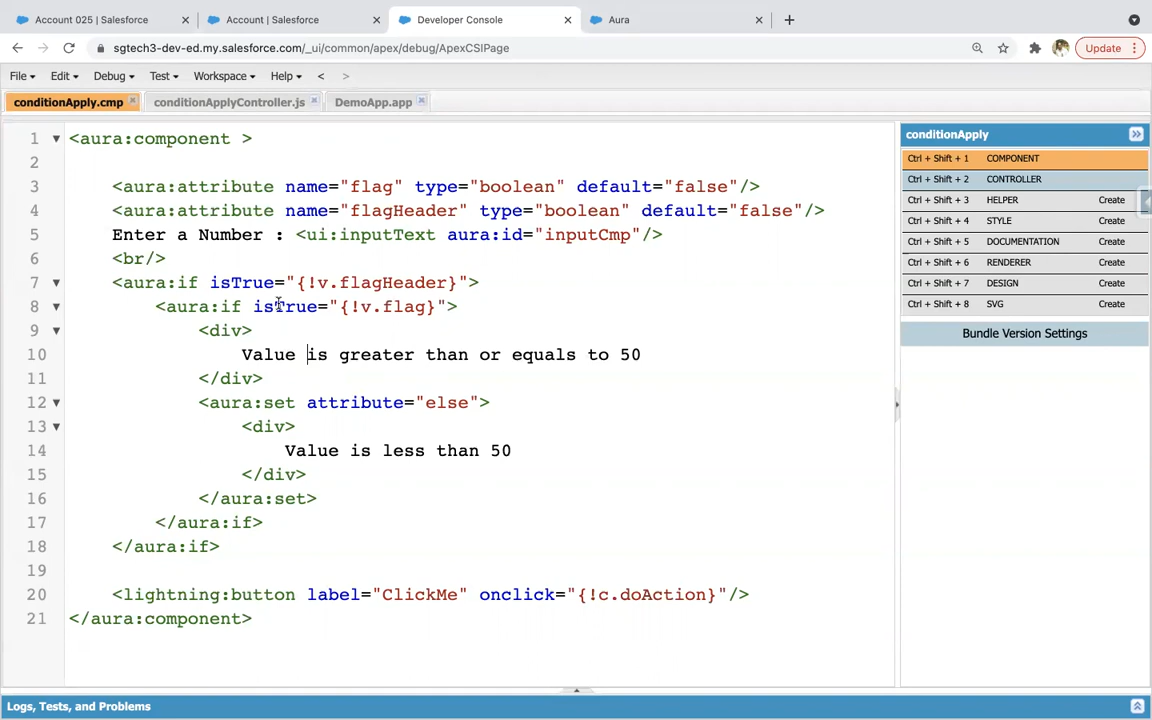 Account 025 | Salesforce
Account | Salesforce
Developer Console
Aura
sgtech3-dev-ed.my.salesforce.com/_ui/common/apex/debug/ApexCSIPage
Update
File Edit Debug Test Workspace Help < >
conditionApply.cmp conditionApplyController.js DemoApp.app
1 <aura:component >
2
3 <aura:attribute name="flag" type="boolean" default="false"/>
4 <aura:attribute name="flagHeader" type="boolean" default="false"/>
5 Enter a Number : <ui:inputText aura:id="inputCmp"/>
6 <br/>
7 <aura:if isTrue="{!v.flagHeader}">
8 <aura:if isTrue="{!v.flag}">
9 <div>
10 Value is greater than or equals to 50
11 </div>
12 <aura:set attribute="else">
13 <div>
14 Value is less than 50
15 </div>
16 </aura:set>
17 </aura:if>
18 </aura:if>
19
20 <lightning:button label="ClickMe" onclick="{!c.doAction}"/>
21 </aura:component>
conditionApply
Ctrl + Shift + 1 COMPONENT
Ctrl + Shift + 2 CONTROLLER
Ctrl + Shift + 3 HELPER Create
Ctrl + Shift + 4 STYLE Create
Ctrl + Shift + 5 DOCUMENTATION Create
Ctrl + Shift + 6 RENDERER Create
Ctrl + Shift + 7 DESIGN Create
Ctrl + Shift + 8 SVG Create
Bundle Version Settings
Logs, Tests, and Problems